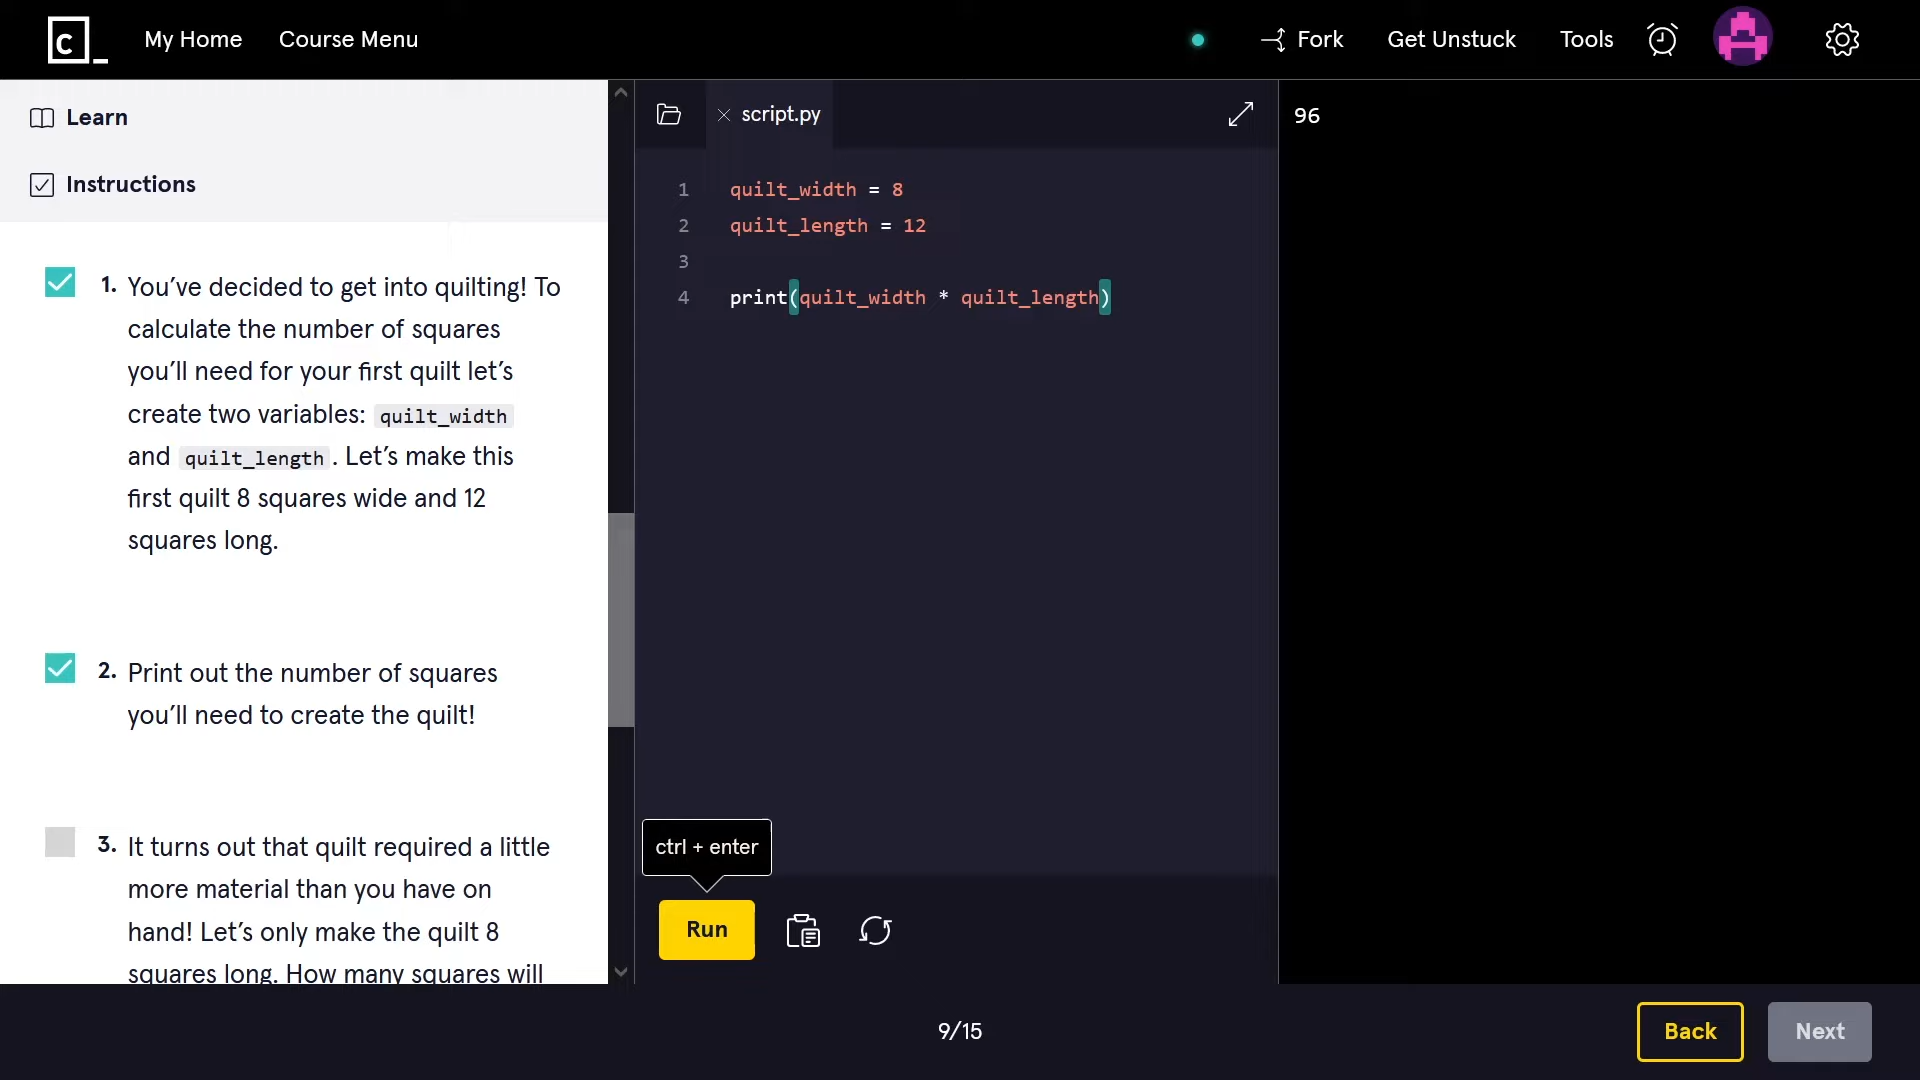 c_
My Home
Course Menu
Fork
Get Unstuck
Tools
Learn
Instructions
1. You’ve decided to get into quilting! To
calculate the number of squares
you’ll need for your first quilt let’s
create two variables: quilt_width
and quilt_length. Let’s make this
first quilt 8 squares wide and 12
squares long.
2. Print out the number of squares
you’ll need to create the quilt!
3. It turns out that quilt required a little
more material than you have on
hand! Let’s only make the quilt 8
squares long. How many squares will
script.py
1 quilt_width = 8
2 quilt_length = 12
3
4 print(quilt_width * quilt_length)
ctrl + enter
Run
96
9/15
Back
Next